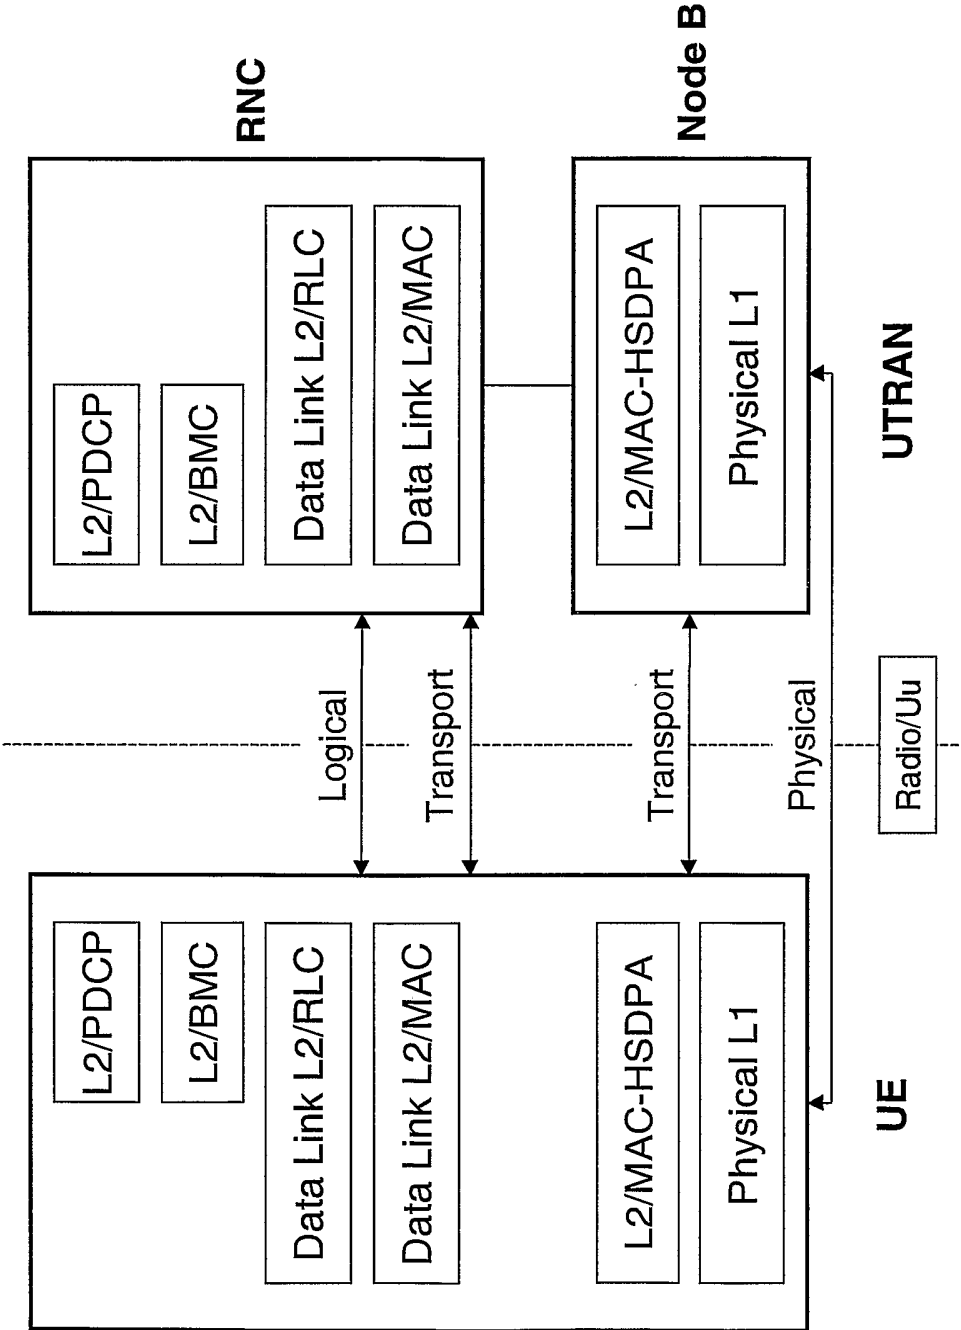 L2/PDCP
L2/BMC
Data Link L2/RLC
Data Link L2/MAC
L2/MAC-HSDPA
Physical L1
UE
Logical
Transport
Transport
Physical
Radio/Uu
L2/PDCP
L2/BMC
Data Link L2/RLC
Data Link L2/MAC
RNC
L2/MAC-HSDPA
Physical L1
Node B
UTRAN